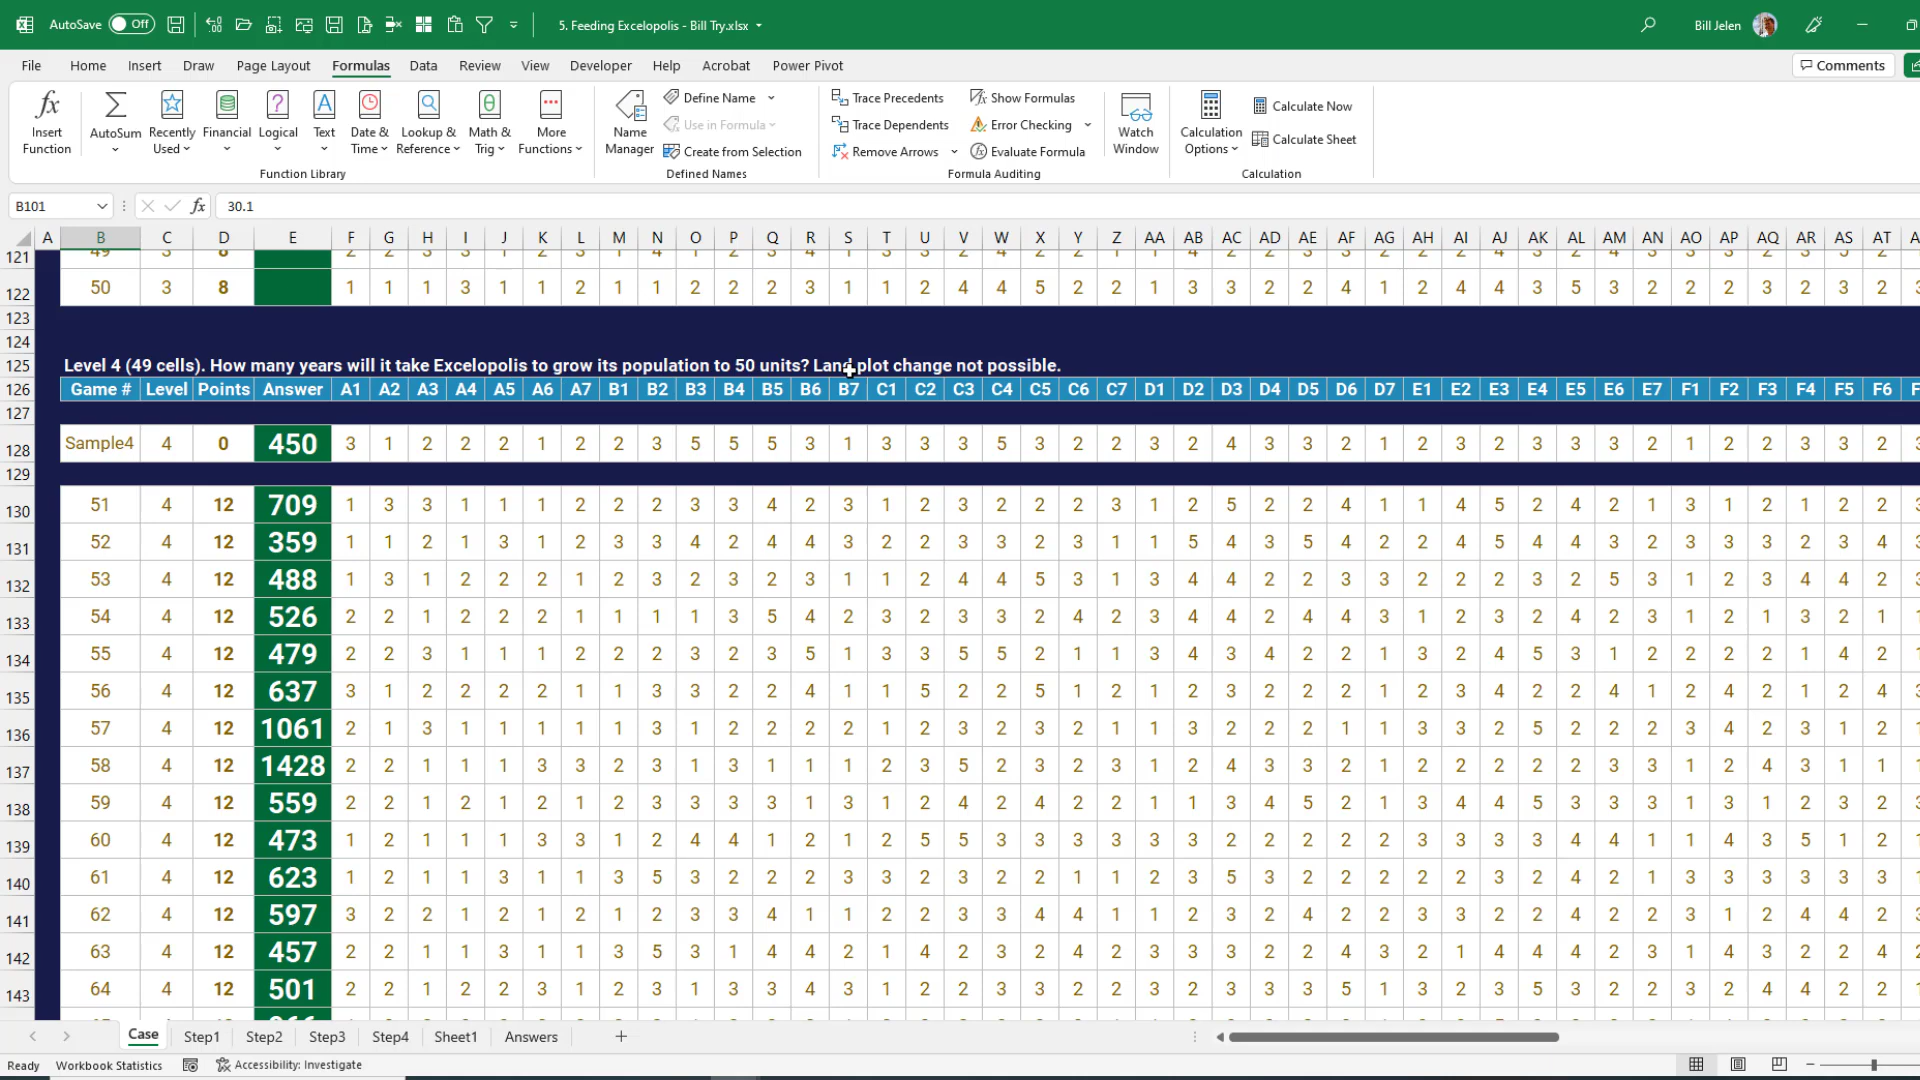 AutoSave Off 5. Feeding Excelopolis - Bill Try.xlsx Bill Jelen
File Home Insert Draw Page Layout Formulas Data Review View Developer Help Acrobat Power Pivot Comments
Insert Function AutoSum Recently Used Financial Logical Text Date & Time Lookup & Reference Math & Trig More Functions Name Manager Define Name Use in Formula Create from Selection Trace Precedents Trace Dependents Remove Arrows Show Formulas Error Checking Evaluate Formula Watch Window Calculation Options Calculate Now Calculate Sheet
Function Library Defined Names Formula Auditing Calculation
B101 fx 30.1
A B C D E F G H I J K L M N O P Q R S T U V W X Y Z AA AB AC AD AE AF AG AH AI AJ AK AL AM AN AO AP AQ AR AS AT
121 49 3 8
122 50 3 8 1 1 1 3 1 1 2 1 1 2 2 2 3 1 1 2 4 4 5 2 2 1 3 3 2 2 4 1 2 4 4 3 5 3 2 2 2 3 2 3 2
123
124
125 Level 4 (49 cells). How many years will it take Excelopolis to grow its population to 50 units? Land plot change not possible.
126 Game # Level Points Answer A1 A2 A3 A4 A5 A6 A7 B1 B2 B3 B4 B5 B6 B7 C1 C2 C3 C4 C5 C6 C7 D1 D2 D3 D4 D5 D6 D7 E1 E2 E3 E4 E5 E6 E7 F1 F2 F3 F4 F5 F6
127
128 Sample4 4 0 450 3 1 2 2 2 1 2 2 3 5 5 5 3 1 3 3 3 5 3 2 2 3 2 4 3 3 2 1 2 3 2 3 3 3 2 1 2 2 3 3 2
129
130 51 4 12 709 1 3 3 1 1 1 2 2 2 3 3 4 2 3 1 2 3 2 2 2 3 1 2 5 2 2 4 1 1 4 5 2 4 2 1 3 1 2 1 2 2
131 52 4 12 359 1 1 2 1 3 1 2 3 3 4 2 4 4 3 2 2 3 3 2 3 1 1 5 4 3 5 4 2 2 4 5 4 4 3 2 3 3 3 2 3 4
132 53 4 12 488 1 3 1 2 2 2 1 2 3 2 3 2 3 1 1 2 4 4 5 3 1 3 4 4 2 2 3 3 2 2 2 3 2 5 3 1 2 3 4 4 2
133 54 4 12 526 2 2 1 2 2 2 1 1 1 1 3 5 4 2 3 2 3 3 2 4 2 3 4 4 2 4 4 3 1 2 3 2 4 2 3 1 2 1 3 2 1
134 55 4 12 479 2 2 3 1 1 1 2 2 2 3 2 3 5 1 3 3 5 5 2 1 1 3 4 3 4 2 2 1 3 2 4 5 3 1 2 2 2 2 1 4 2
135 56 4 12 637 3 1 2 2 2 2 1 1 3 3 2 2 4 1 1 5 2 2 5 1 2 1 2 3 2 2 2 1 2 3 4 2 2 4 1 2 4 2 1 2 4
136 57 4 12 1061 2 1 3 1 1 1 1 1 3 1 2 2 2 2 1 2 3 2 3 2 1 1 3 2 2 2 1 1 3 3 2 5 2 2 2 3 4 2 3 1 2
137 58 4 12 1428 2 2 1 1 1 3 3 2 3 1 3 1 1 1 2 3 5 2 3 2 3 1 2 4 3 3 2 1 2 2 2 2 2 3 3 1 2 4 3 1 1
138 59 4 12 559 2 2 1 2 1 2 1 2 3 3 3 3 1 3 1 2 4 2 4 2 2 1 1 3 4 5 2 1 3 4 4 5 3 3 3 1 3 1 2 3 2
139 60 4 12 473 1 2 1 1 1 3 3 1 2 4 4 1 2 1 2 5 5 3 3 3 3 3 3 2 2 2 2 2 3 3 3 3 4 4 1 1 4 3 5 1 2
140 61 4 12 623 1 2 1 1 3 1 1 3 5 3 2 2 2 3 3 2 3 2 2 1 1 2 3 5 3 2 2 2 2 2 3 2 4 2 1 3 3 3 3 3 3
141 62 4 12 597 3 2 2 1 2 1 2 1 2 3 3 4 1 1 2 2 3 3 4 4 1 1 2 3 2 4 2 2 3 3 2 2 4 2 2 3 1 2 4 4 2
142 63 4 12 457 2 2 1 1 3 1 1 3 5 3 1 4 4 2 1 4 2 3 2 4 2 3 3 3 2 2 4 3 2 1 4 4 4 2 3 1 4 3 2 2 4
143 64 4 12 501 2 2 1 2 2 3 1 2 3 1 3 3 4 3 1 2 2 3 3 2 2 3 2 3 3 3 5 1 3 2 3 5 3 2 2 3 2 4 4 2 2
Case Step1 Step2 Step3 Step4 Sheet1 Answers
Ready Workbook Statistics Accessibility: Investigate